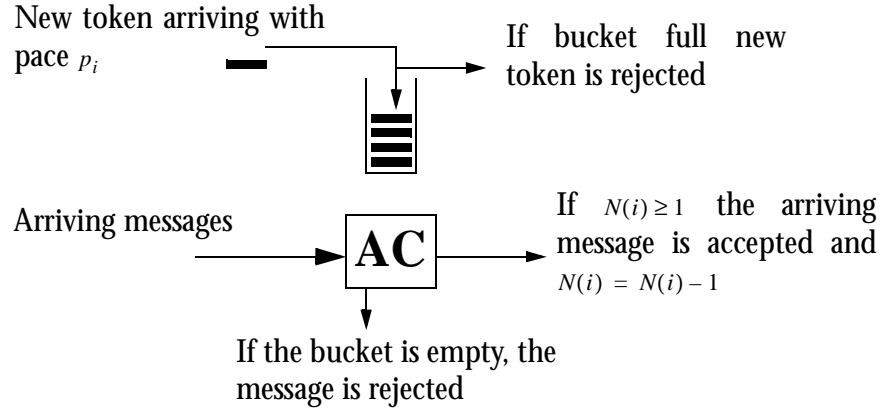 New token arriving with
pace p_i
If bucket full new
token is rejected
Arriving messages
AC
If N(i) ≥ 1 the arriving
message is accepted and
N(i) = N(i) – 1
If the bucket is empty, the
message is rejected